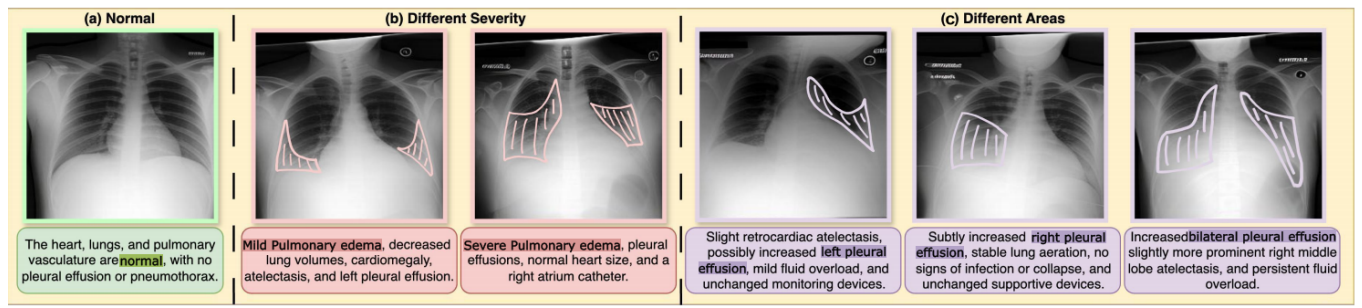 (a) Normal
(b) Different Severity
(c) Different Areas
The heart, lungs, and pulmonary
vasculature are normal, with no
pleural effusion or pneumothorax.
Mild Pulmonary edema, decreased
lung volumes, cardiomegaly,
atelectasis, and left pleural effusion.
Severe Pulmonary edema, pleural
effusions, normal heart size, and a
right atrium catheter.
Slight retrocardiac atelectasis,
possibly increased left pleural
effusion, mild fluid overload, and
unchanged monitoring devices.
Subtly increased right pleural
effusion, stable lung aeration, no
signs of infection or collapse, and
unchanged supportive devices.
Increased bilateral pleural effusion
slightly more prominent right middle
lobe atelectasis, and persistent fluid
overload.